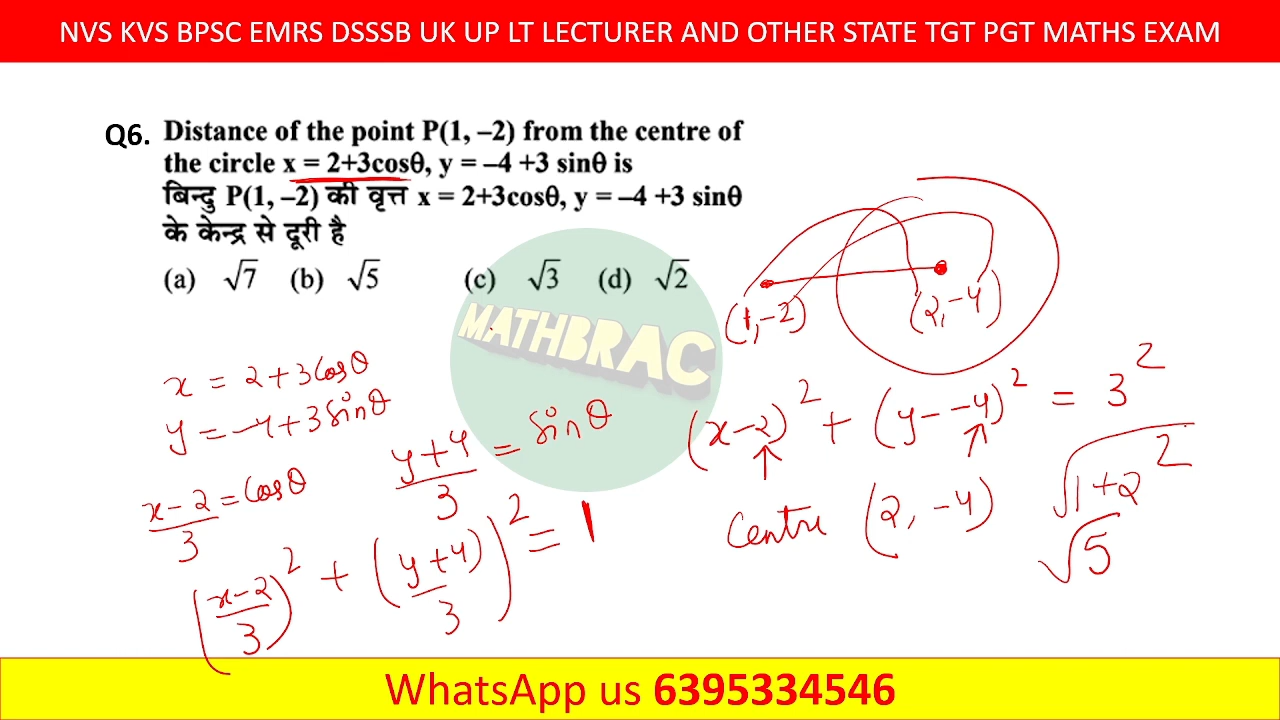 NVS KVS BPSC EMRS DSSSB UK UP LT LECTURER AND OTHER STATE TGT PGT MATHS EXAM
Q6. Distance of the point P(1, –2) from the centre of
the circle x = 2+3cosθ, y = –4 +3 sinθ is
बिन्दु P(1, –2) की वृत्त x = 2+3cosθ, y = –4 +3 sinθ
के केन्द्र से दूरी है
(a) √7 (b) √5 (c) √3 (d) √2
MATHBRAC
(1,-2)
(2,-4)
x = 2+3cosθ
y = -4+3sinθ
(x-2)/3 = cosθ
(y+4)/3 = sinθ
((x-2)/3)² + ((y+4)/3)² = 1
(x-2)² + (y--4)² = 3²
Centre (2, -4)
√1+2²
√5
WhatsApp us 6395334546